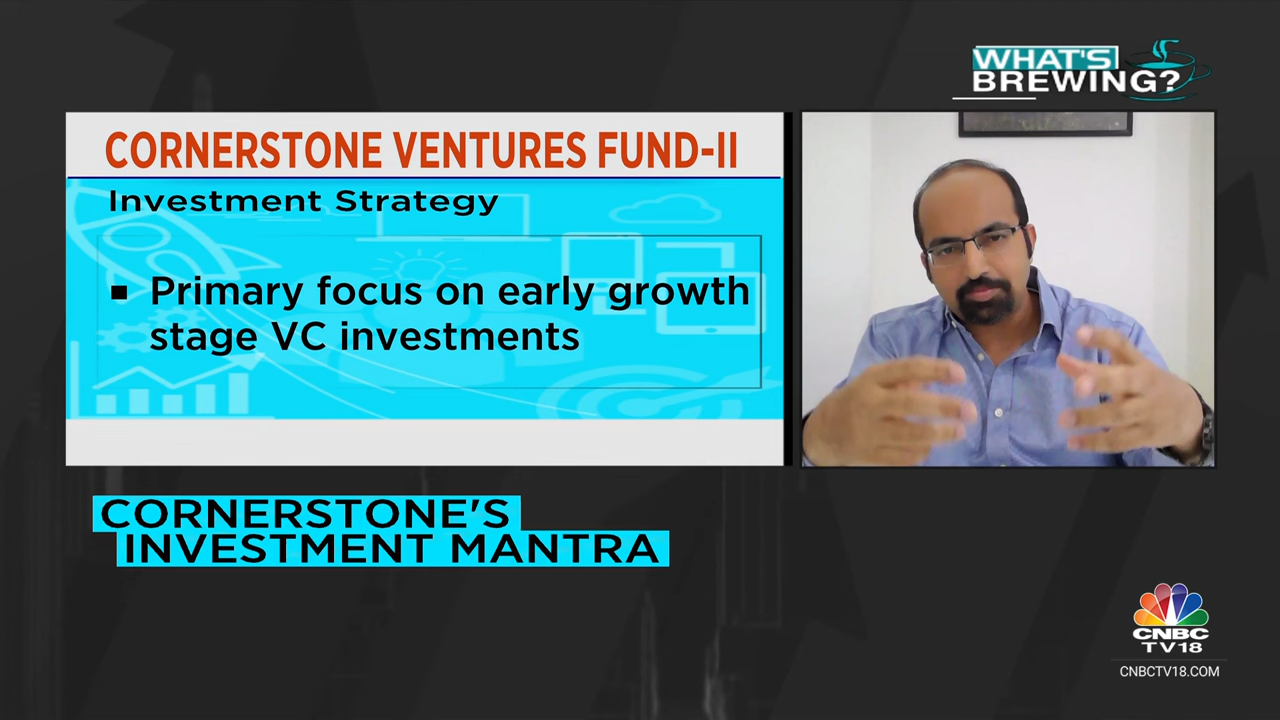 WHAT'S
BREWING?
CORNERSTONE VENTURES FUND-II
Investment Strategy
▪ Primary focus on early growth
stage VC investments
CORNERSTONE'S
INVESTMENT MANTRA
CNBC
TV18
CNBCTV18.COM